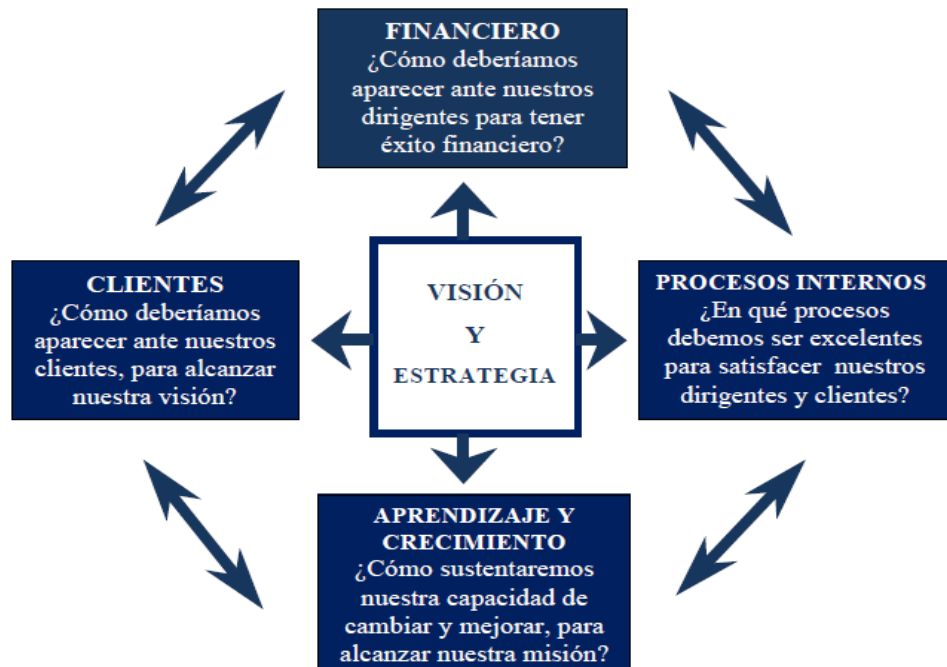 FINANCIERO
¿Cómo deberíamos
aparecer ante nuestros
dirigentes para tener
éxito financiero?
CLIENTES
¿Cómo deberíamos
aparecer ante nuestros
clientes, para alcanzar
nuestra visión?
VISIÓN
Y
ESTRATEGIA
PROCESOS INTERNOS
¿En qué procesos
debemos ser excelentes
para satisfacer nuestros
dirigentes y clientes?
APRENDIZAJE Y
CRECIMIENTO
¿Cómo sustentaremos
nuestra capacidad de
cambiar y mejorar, para
alcanzar nuestra misión?